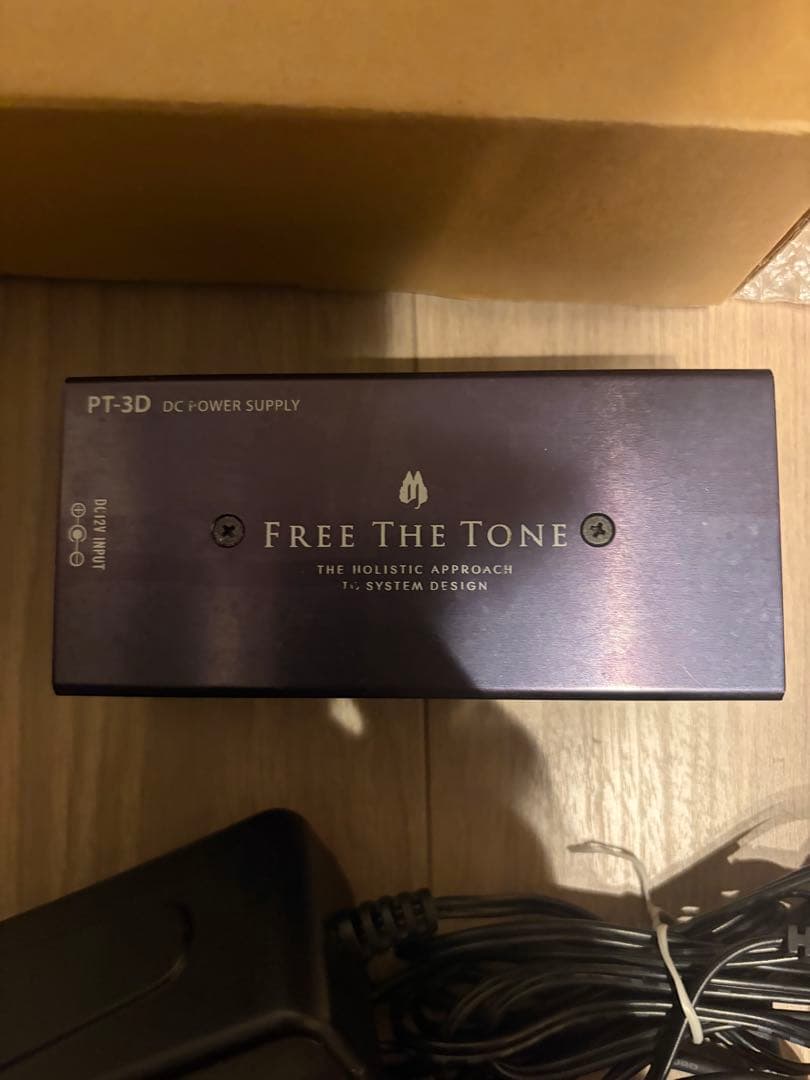 PT-3D DC POWER SUPPLY
DC12V INPUT
FREE THE TONE
THE HOLISTIC APPROACH
TO SYSTEM DESIGN